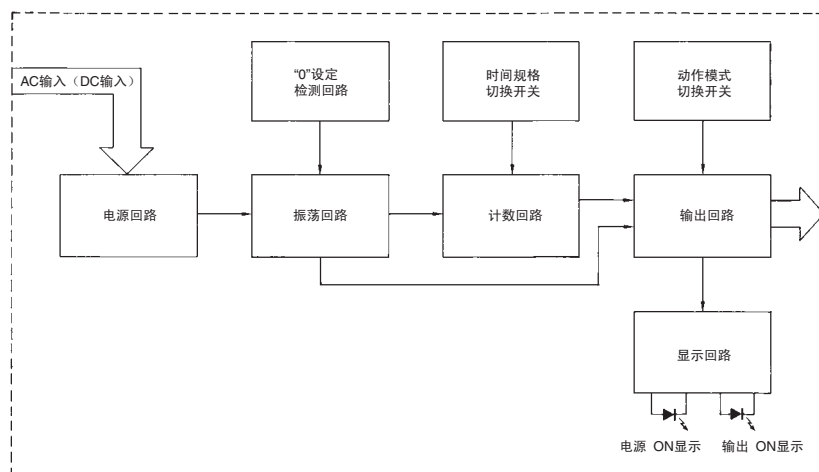 AC输入（DC输入）
“0”设定
检测回路
时间规格
切换开关
动作模式
切换开关
电源回路
振荡回路
计数回路
输出回路
显示回路
电源 ON显示
输出 ON显示